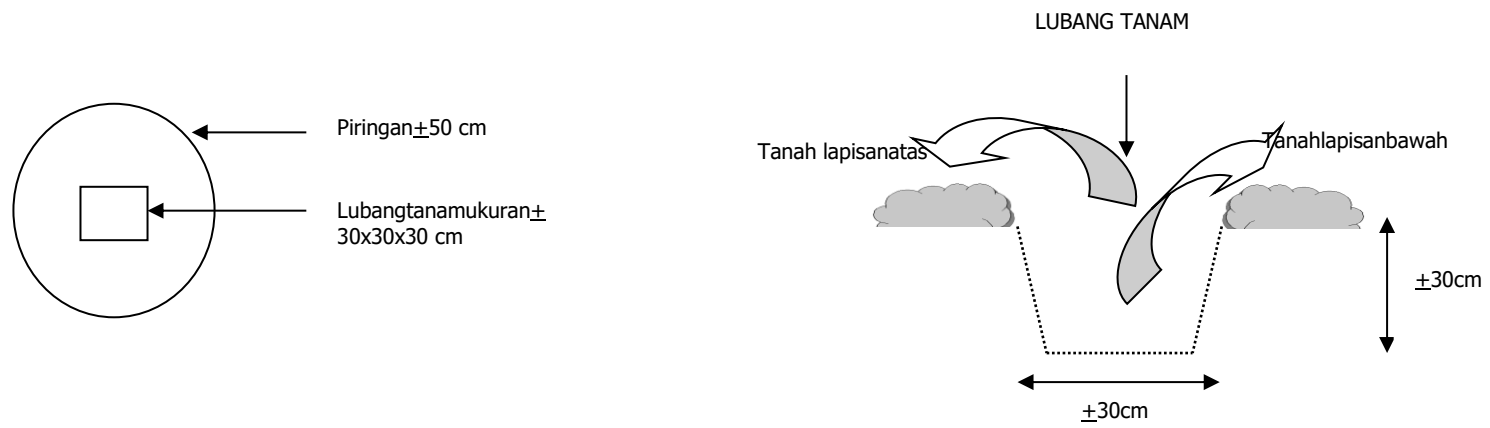 LUBANG TANAM
Piringan±50 cm
Tanah lapisanatas
Tanahlapisanbawah
Lubangtanamukuran±
30x30x30 cm
±30cm
±30cm